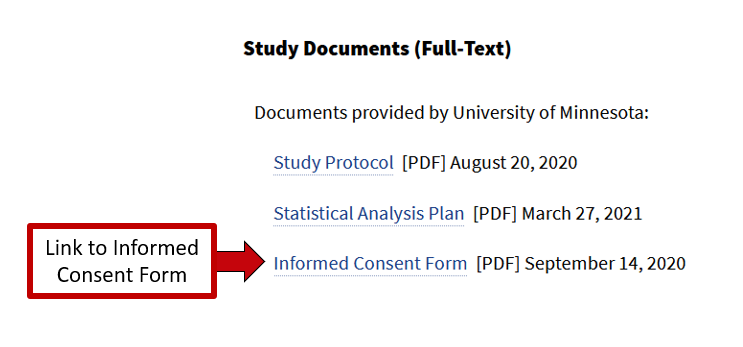 Study Documents (Full-Text)
Documents provided by University of Minnesota:
Study Protocol [PDF] August 20, 2020
Statistical Analysis Plan [PDF] March 27, 2021
Link to Informed
Consent Form
Informed Consent Form [PDF] September 14, 2020